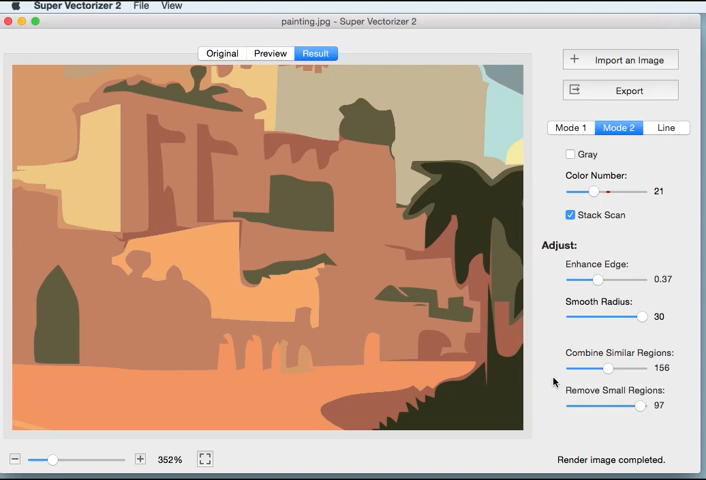 Super Vectorizer 2 File View
painting.jpg - Super Vectorizer 2
Original Preview Result
Import an Image
Export
Mode 1 Mode 2 Line
Gray
Color Number:
21
Stack Scan
Adjust:
Enhance Edge:
0.37
Smooth Radius:
30
Combine Similar Regions:
156
Remove Small Regions:
97
352%
Render image completed.